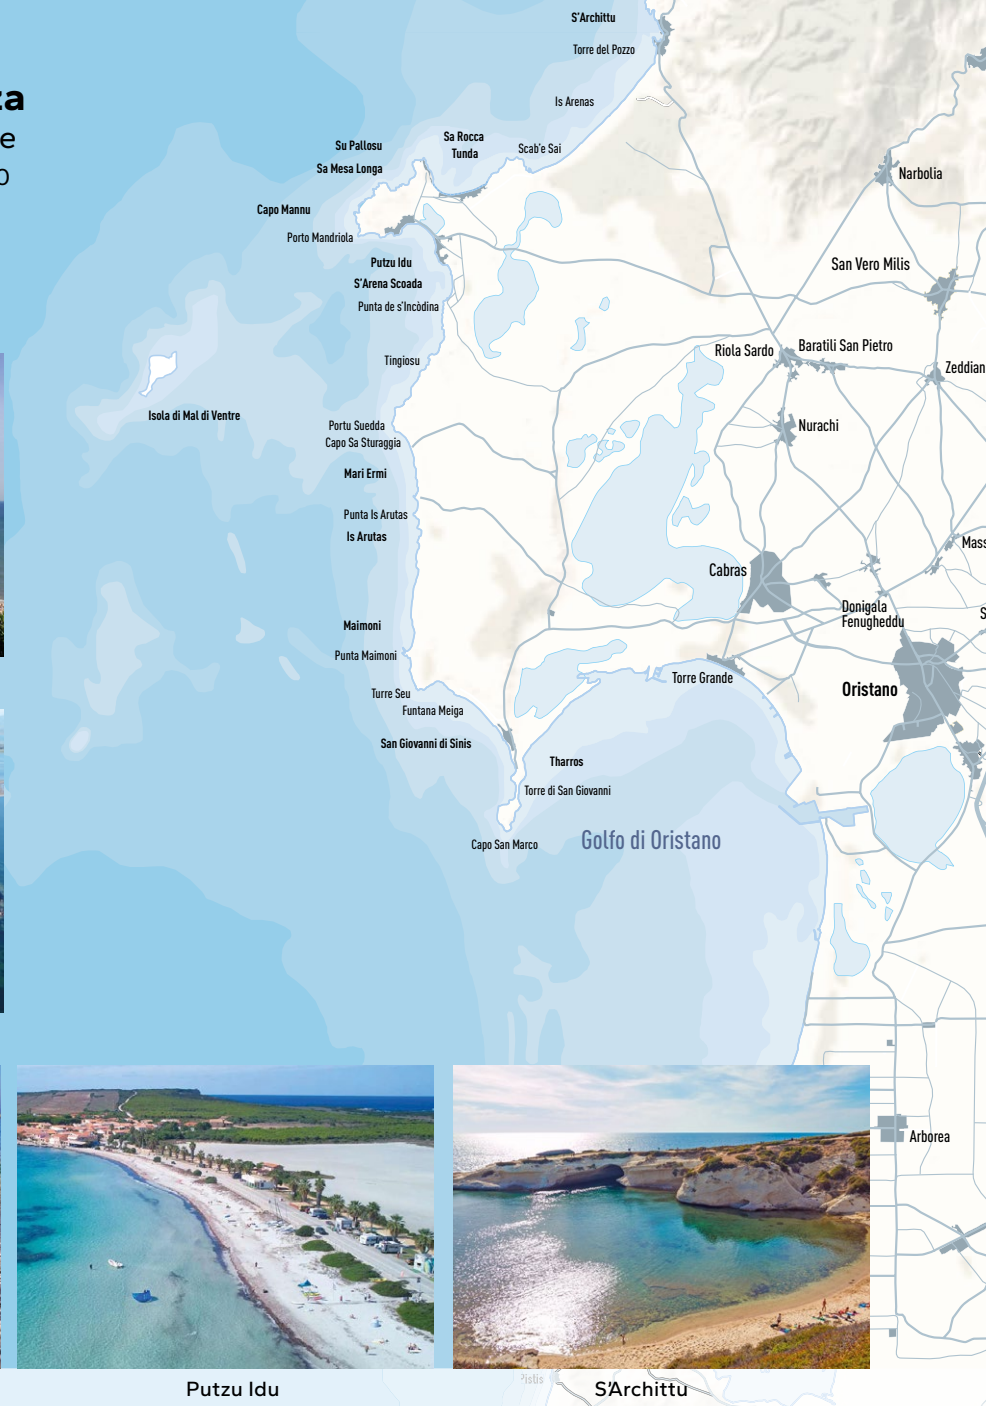 S'Archittu
Torre del Pozzo
Is Arenas
Sa Rocca
Tunda
Su Pallosu
Scab'e Sai
Sa Mesa Longa
Narbolia
Capo Mannu
Porto Mandriola
Putzu Idu
San Vero Milis
S'Arena Scoada
Punta de s'Incòdina
Tingiosu
Riola Sardo
Baratili San Pietro
Zeddian
Isola di Mal di Ventre
Portu Suedda
Nurachi
Capo Sa Sturaggia
Mari Ermi
Punta Is Arutas
Is Arutas
Mass
Cabras
Donigala
Fenugheddu
S
Maimoni
Punta Maimoni
Torre Grande
Oristano
Turre Seu
Funtana Meiga
San Giovanni di Sinis
Tharros
Torre di San Giovanni
Capo San Marco
Golfo di Oristano
Arborea
Putzu Idu
S'Archittu